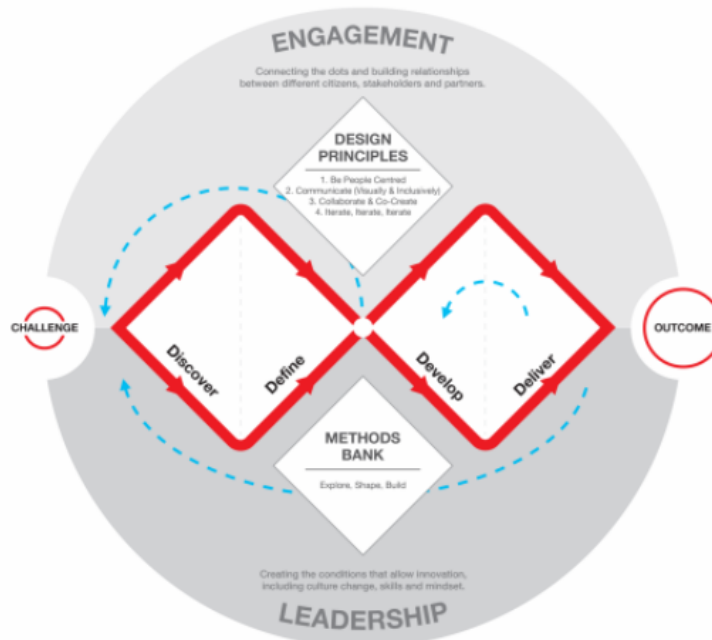 ENGAGEMENT
Connecting the dots and building relationships
between different citizens, stakeholders and partners.
DESIGN
PRINCIPLES
1. Be People Centred
2. Communicate (Visually & Inclusively)
3. Collaborate & Co-Create
4. Iterate, Iterate, Iterate
CHALLENGE
OUTCOME
Discover
Define
Develop
Deliver
METHODS
BANK
Explore, Shape, Build
Creating the conditions that allow innovation,
including culture change, skills and mindset.
LEADERSHIP